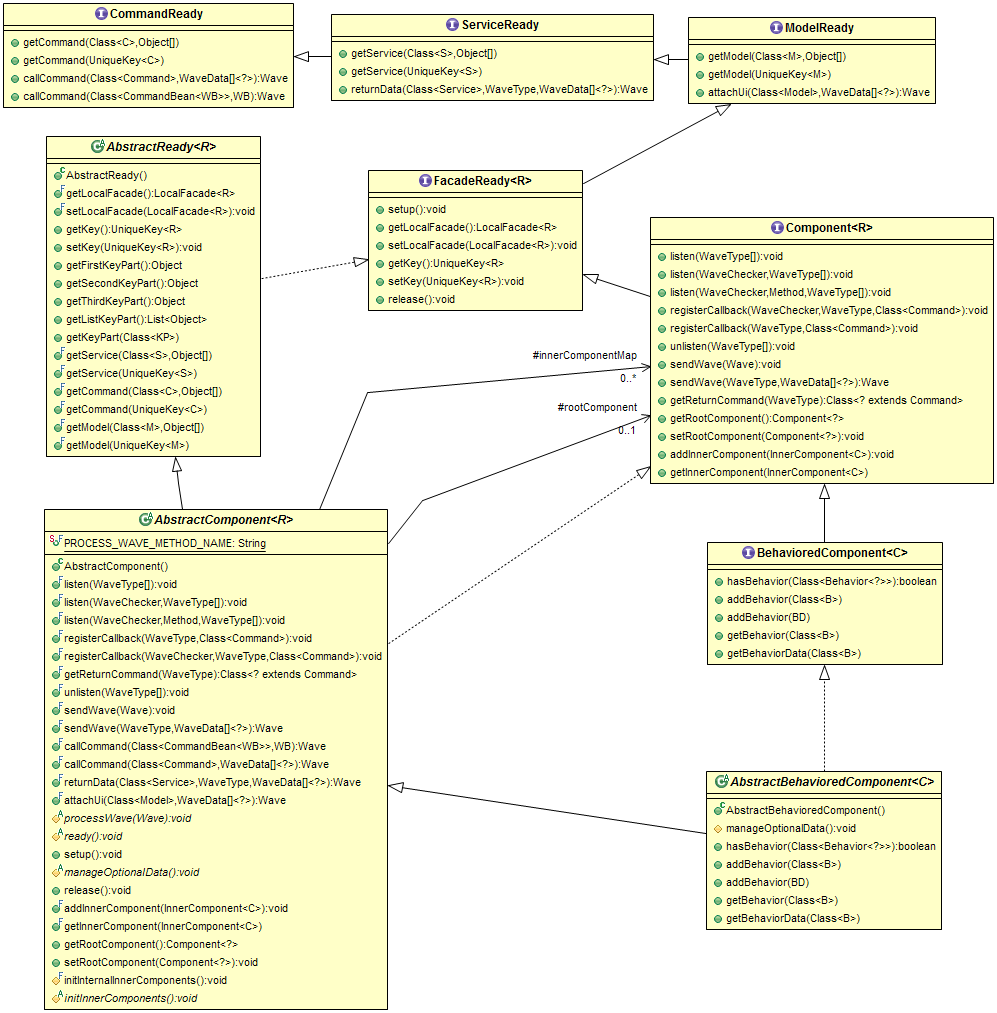 CommandReady
getCommand(Class<C>,Object[])
getCommand(UniqueKey<C>)
callCommand(Class<Command>,WaveData[]<?>):Wave
callCommand(Class<CommandBean<WB>>,WB):Wave
ServiceReady
getService(Class<S>,Object[])
getService(UniqueKey<S>)
returnData(Class<Service>,WaveType,WaveData[]<?>):Wave
ModelReady
getModel(Class<M>,Object[])
getModel(UniqueKey<M>)
attachUi(Class<Model>,WaveData[]<?>):Wave
AbstractReady<R>
AbstractReady()
getLocalFacade():LocalFacade<R>
setLocalFacade(LocalFacade<R>):void
getKey():UniqueKey<R>
setKey(UniqueKey<R>):void
getFirstKeyPart():Object
getSecondKeyPart():Object
getThirdKeyPart():Object
getListKeyPart():List<Object>
getKeyPart(Class<KP>)
getService(Class<S>,Object[])
getService(UniqueKey<S>)
getCommand(Class<C>,Object[])
getCommand(UniqueKey<C>)
getModel(Class<M>,Object[])
getModel(UniqueKey<M>)
FacadeReady<R>
setup():void
getLocalFacade():LocalFacade<R>
setLocalFacade(LocalFacade<R>):void
getKey():UniqueKey<R>
setKey(UniqueKey<R>):void
release():void
Component<R>
listen(WaveType[]):void
listen(WaveChecker,WaveType[]):void
listen(WaveChecker,Method,WaveType[]):void
registerCallback(WaveChecker,WaveType,Class<Command>):void
registerCallback(WaveType,Class<Command>):void
unlisten(WaveType[]):void
sendWave(Wave):void
sendWave(WaveType,WaveData[]<?>):Wave
getReturnCommand(WaveType):Class<? extends Command>
getRootComponent():Component<?>
setRootComponent(Component<?>):void
addInnerComponent(InnerComponent<C>):void
getInnerComponent(InnerComponent<C>)
#innerComponentMap
0..*
#rootComponent
0..1
AbstractComponent<R>
PROCESS_WAVE_METHOD_NAME: String
AbstractComponent()
listen(WaveType[]):void
listen(WaveChecker,WaveType[]):void
listen(WaveChecker,Method,WaveType[]):void
registerCallback(WaveType,Class<Command>):void
registerCallback(WaveChecker,WaveType,Class<Command>):void
getReturnCommand(WaveType):Class<? extends Command>
unlisten(WaveType[]):void
sendWave(Wave):void
sendWave(WaveType,WaveData[]<?>):Wave
callCommand(Class<CommandBean<WB>>,WB):Wave
callCommand(Class<Command>,WaveData[]<?>):Wave
returnData(Class<Service>,WaveType,WaveData[]<?>):Wave
attachUi(Class<Model>,WaveData[]<?>):Wave
processWave(Wave):void
ready():void
setup():void
manageOptionalData():void
release():void
addInnerComponent(InnerComponent<C>):void
getInnerComponent(InnerComponent<C>)
getRootComponent():Component<?>
setRootComponent(Component<?>):void
initInternalInnerComponents():void
initInnerComponents():void
BehavioredComponent<C>
hasBehavior(Class<Behavior<?>>):boolean
addBehavior(Class<B>)
addBehavior(BD)
getBehavior(Class<B>)
getBehaviorData(Class<B>)
AbstractBehavioredComponent<C>
AbstractBehavioredComponent()
manageOptionalData():void
hasBehavior(Class<Behavior<?>>):boolean
addBehavior(Class<B>)
addBehavior(BD)
getBehavior(Class<B>)
getBehaviorData(Class<B>)